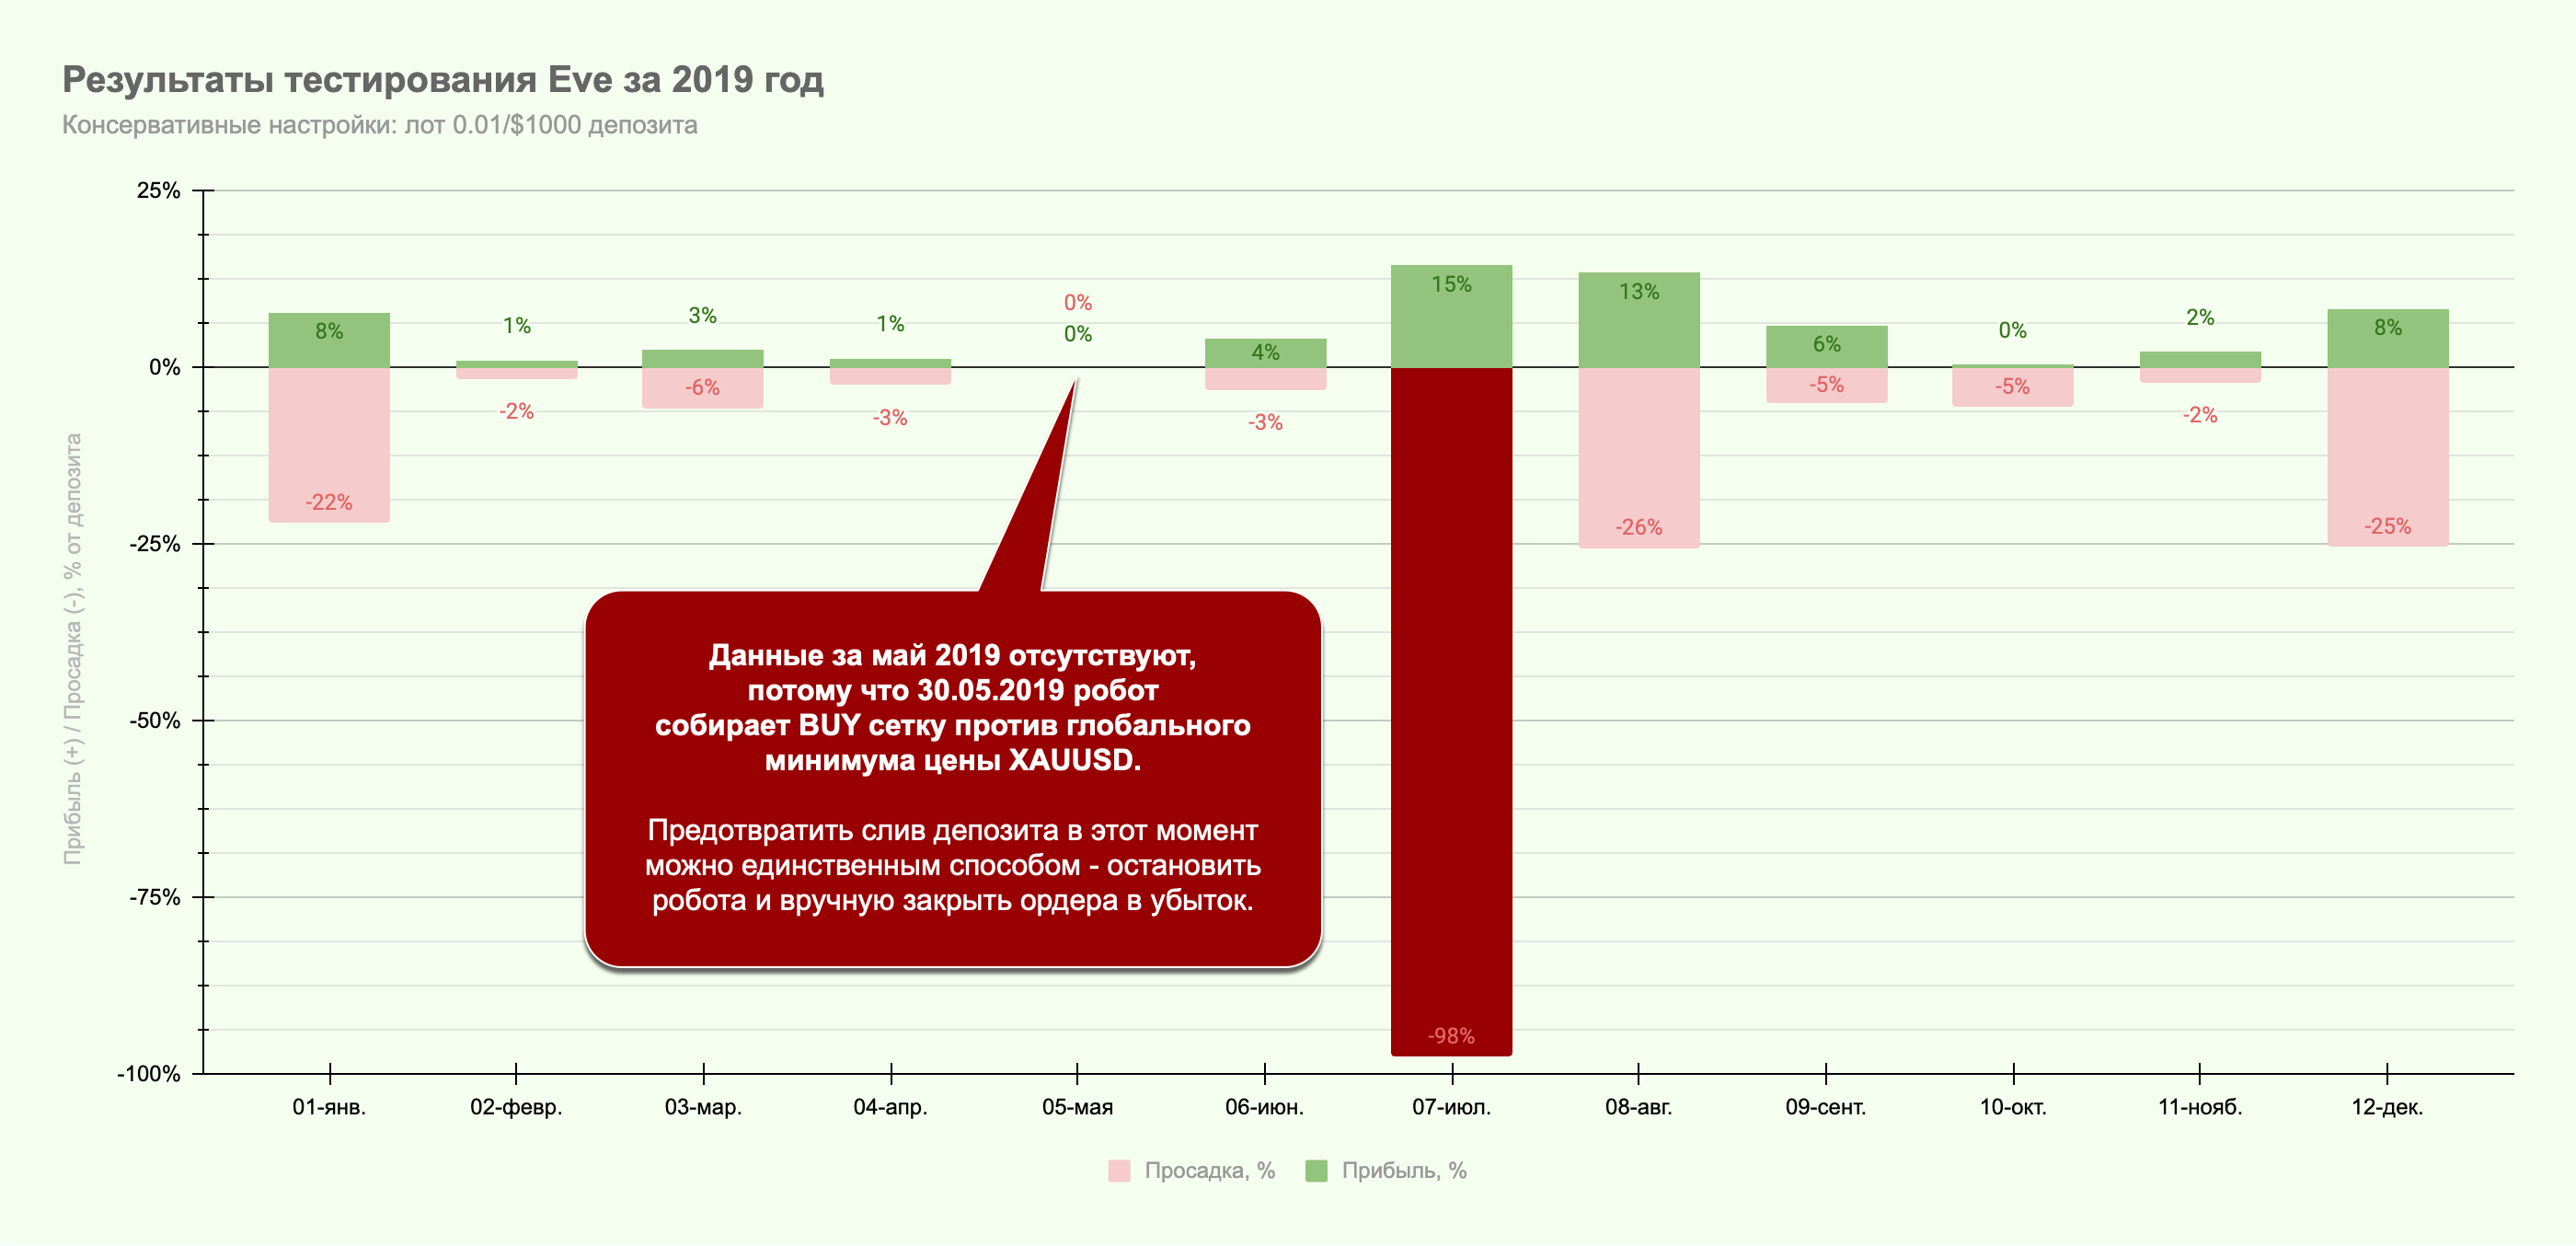 Результаты тестирования Eve за 2019 год
Консервативные настройки: лот 0.01/$1000 депозита
Прибыль (+) / Просадка (-), % от депозита
25%
0%
-25%
-50%
-75%
-100%
8%
-22%
1%
-2%
3%
-6%
1%
-3%
0%
0%
4%
-3%
15%
-98%
13%
-26%
6%
-5%
0%
-5%
2%
-2%
8%
-25%
Данные за май 2019 отсутствуют,
потому что 30.05.2019 робот
собирает BUY сетку против глобального
минимума цены XAUUSD.
Предотвратить слив депозита в этот момент
можно единственным способом - остановить
робота и вручную закрыть ордера в убыток.
01-янв.
02-февр.
03-мар.
04-апр.
05-мая
06-июн.
07-июл.
08-авг.
09-сент.
10-окт.
11-нояб.
12-дек.
Просадка, %
Прибыль, %